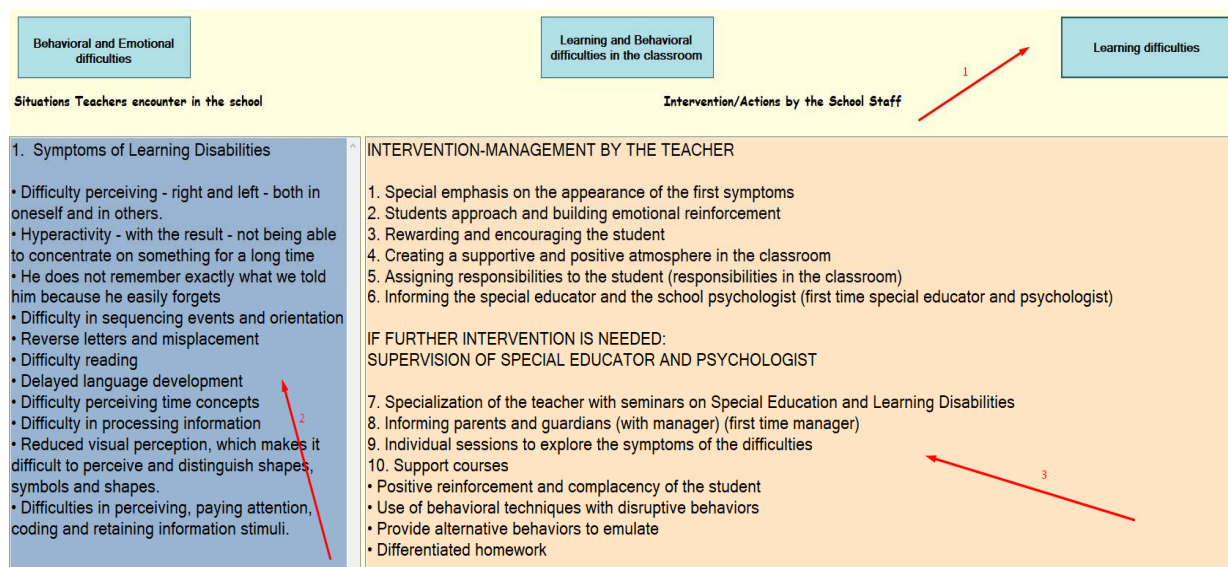 Behavioral and Emotional
difficulties
Learning and Behavioral
difficulties in the classroom
Learning difficulties
1
Situations Teachers encounter in the school
Intervention/Actions by the School Staff
1. Symptoms of Learning Disabilities
• Difficulty perceiving - right and left - both in
oneself and in others.
• Hyperactivity - with the result - not being able
to concentrate on something for a long time
• He does not remember exactly what we told
him because he easily forgets
• Difficulty in sequencing events and orientation
• Reverse letters and misplacement
• Difficulty reading
• Delayed language development
• Difficulty perceiving time concepts
• Difficulty in processing information
• Reduced visual perception, which makes it
difficult to perceive and distinguish shapes,
symbols and shapes.
• Difficulties in perceiving, paying attention,
coding and retaining information stimuli.
2
INTERVENTION-MANAGEMENT BY THE TEACHER
1. Special emphasis on the appearance of the first symptoms
2. Students approach and building emotional reinforcement
3. Rewarding and encouraging the student
4. Creating a supportive and positive atmosphere in the classroom
5. Assigning responsibilities to the student (responsibilities in the classroom)
6. Informing the special educator and the school psychologist (first time special educator and psychologist)
IF FURTHER INTERVENTION IS NEEDED:
SUPERVISION OF SPECIAL EDUCATOR AND PSYCHOLOGIST
7. Specialization of the teacher with seminars on Special Education and Learning Disabilities
8. Informing parents and guardians (with manager) (first time manager)
9. Individual sessions to explore the symptoms of the difficulties
10. Support courses
• Positive reinforcement and complacency of the student
• Use of behavioral techniques with disruptive behaviors
• Provide alternative behaviors to emulate
• Differentiated homework
3